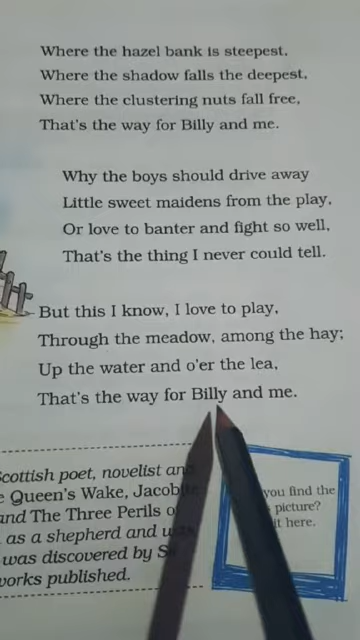 Where the hazel bank is steepest,
Where the shadow falls the deepest,
Where the clustering nuts fall free,
That's the way for Billy and me.
Why the boys should drive away
Little sweet maidens from the play,
Or love to banter and fight so well,
That's the thing I never could tell.
But this I know, I love to play,
Through the meadow, among the hay;
Up the water and o'er the lea,
That's the way for Billy and me.
Scottish poet, novelist and
Queen's Wake,
and The Three Perils
as a shepherd and
was discovered by
works published.
you find the
picture?
it here.